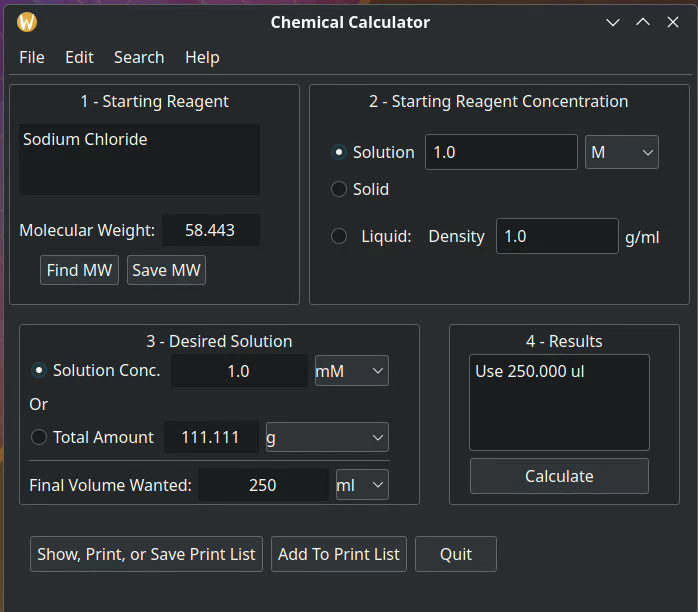 W
Chemical Calculator
File Edit Search Help
1 - Starting Reagent
Sodium Chloride
Molecular Weight: 58.443
Find MW Save MW
2 - Starting Reagent Concentration
Solution 1.0 M
Solid
Liquid: Density 1.0 g/ml
3 - Desired Solution
Solution Conc. 1.0 mM
Or
Total Amount 111.111 g
Final Volume Wanted: 250 ml
4 - Results
Use 250.000 ul
Calculate
Show, Print, or Save Print List Add To Print List Quit